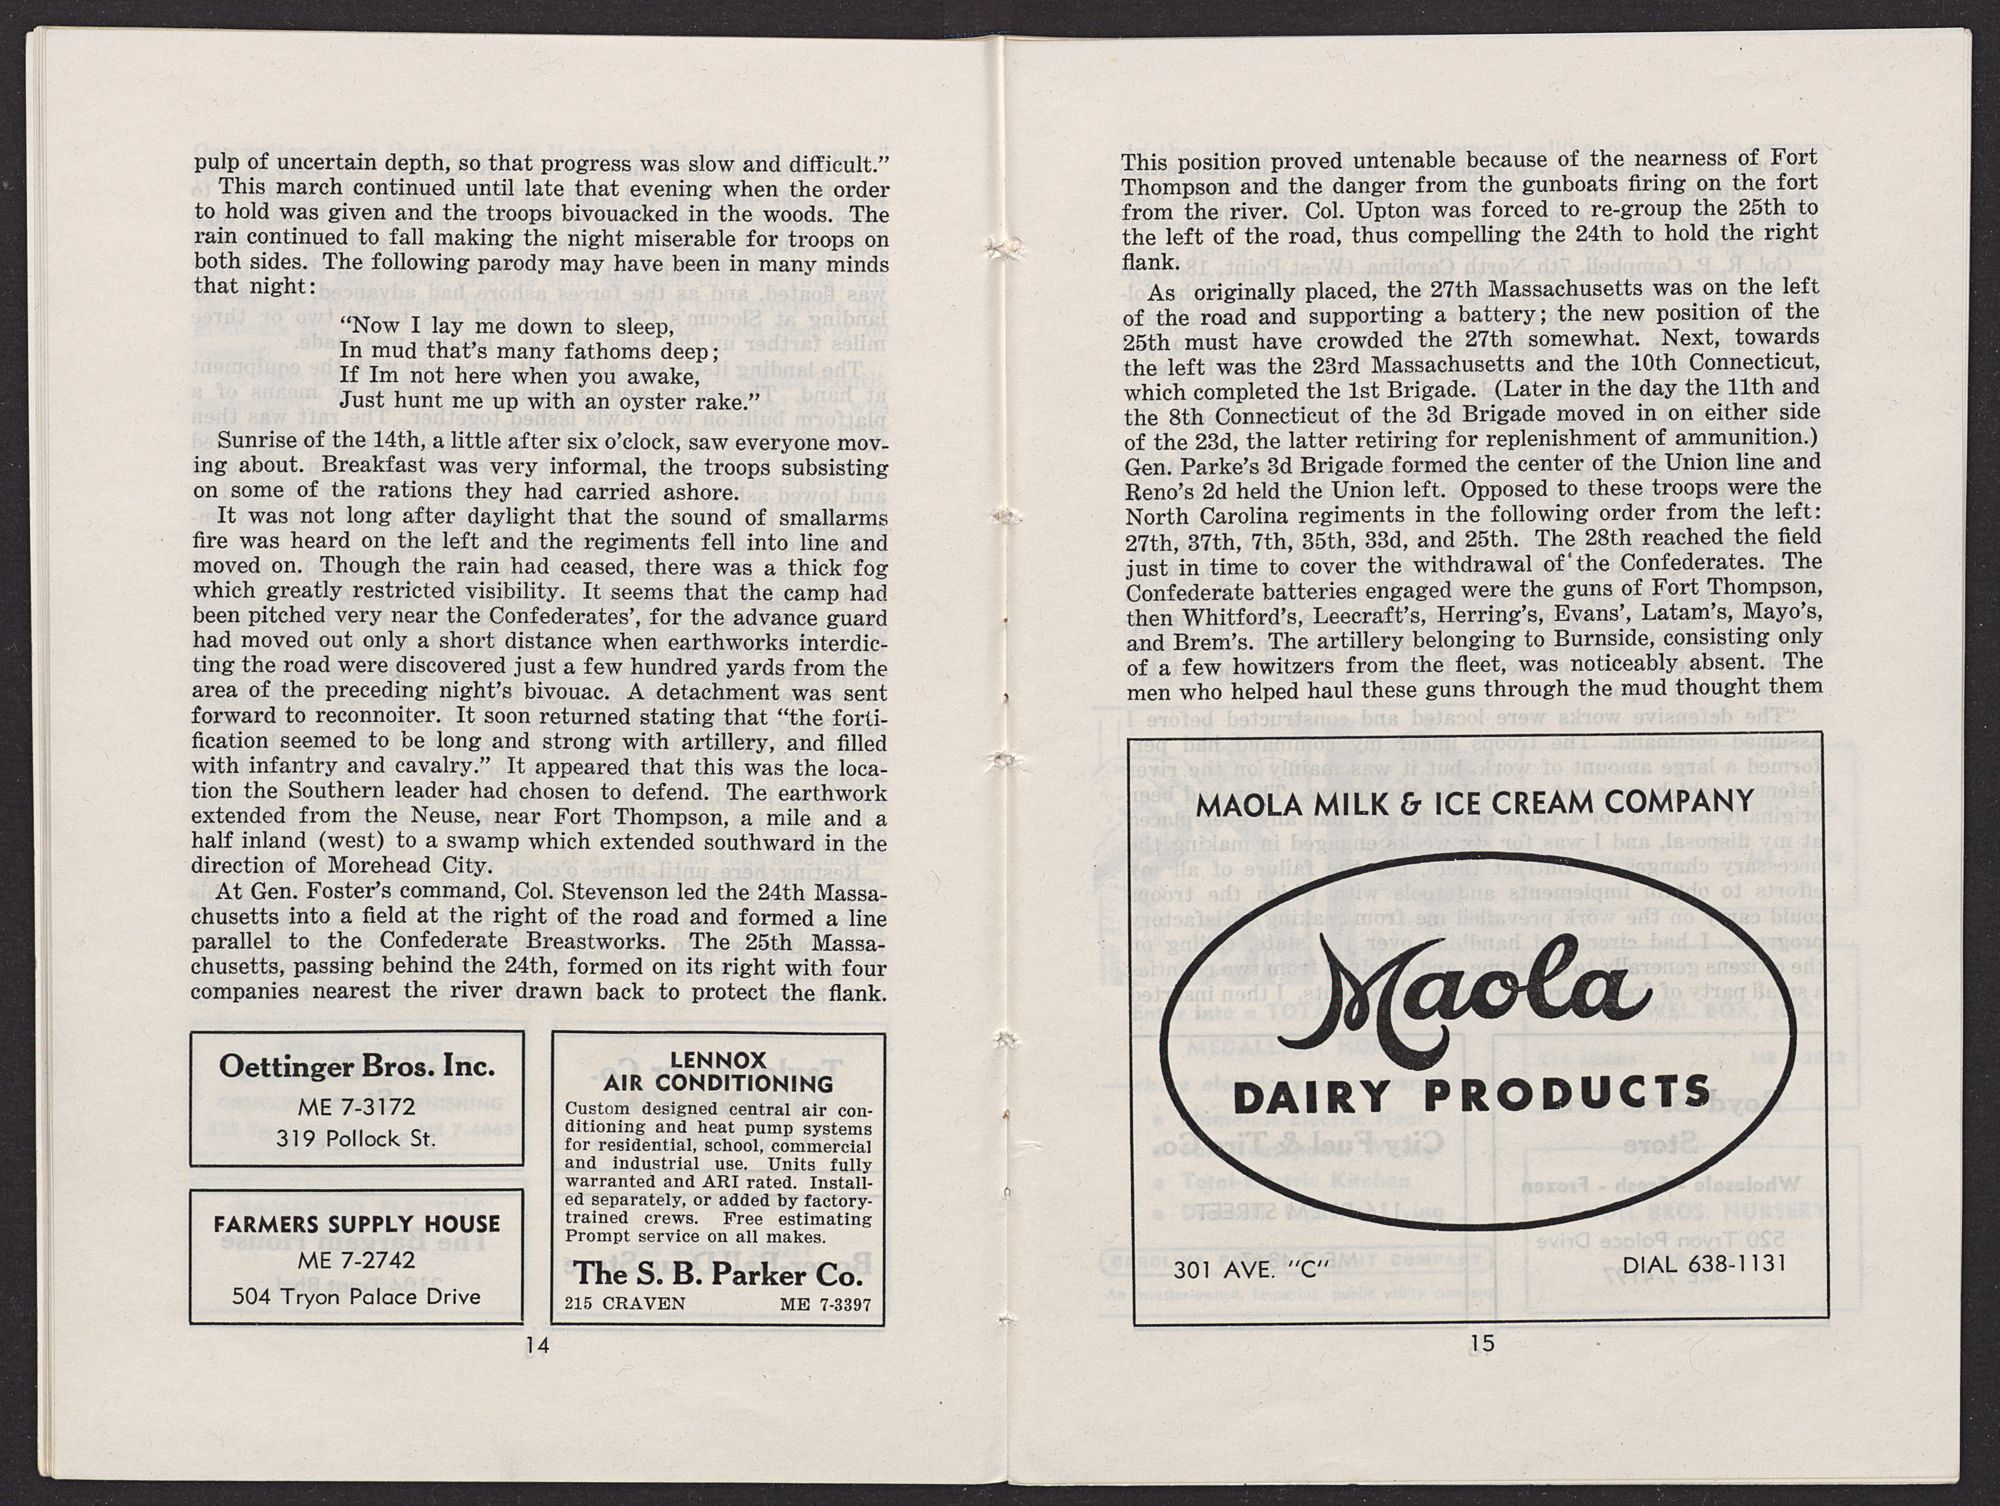 pulp of uncertain depth, so that progress was slow and difficult.”
This march continued until late that evening when the order
to hold was given and the troops bivouacked in the woods. The
rain continued to fall making the night miserable for troops on
both sides. The following parody may have been in many minds
that night:
“Now I lay me down to sleep,
In mud that’s many fathoms deep;
If Im not here when you awake,
Just hunt me up with an oyster rake.”
Sunrise of the 14th, a little after six o’clock, saw everyone mov-
ing about. Breakfast was very informal, the troops subsisting
on some of the rations they had carried ashore.
It was not long after daylight that the sound of smallarms
fire was heard on the left and the regiments fell into line and
moved on. Though the rain had ceased, there was a thick fog
which greatly restricted visibility. It seems that the camp had
been pitched very near the Confederates’, for the advance guard
had moved out only a short distance when earthworks interdic-
ting the road were discovered just a few hundred yards from the
area of the preceding night’s bivouac. A detachment was sent
forward to reconnoiter. It soon returned stating that “the forti-
fication seemed to be long and strong with artillery, and filled
with infantry and cavalry.” It appeared that this was the loca-
tion the Southern leader had chosen to defend. The earthwork
extended from the Neuse, near Fort Thompson, a mile and a
half inland (west) to a swamp which extended southward in the
direction of Morehead City.
At Gen. Foster’s command, Col. Stevenson led the 24th Massa-
chusetts into a field at the right of the road and formed a line
parallel to the Confederate Breastworks. The 25th Massa-
chusetts, passing behind the 24th, formed on its right with four
companies nearest the river drawn back to protect the flank.
Oettinger Bros. Inc.
ME 7-3172
319 Pollock St.
FARMERS SUPPLY HOUSE
ME 7-2742
504 Tryon Palace Drive
LENNOX
AIR CONDITIONING
Custom designed central air con-
ditioning and heat pump systems
for residential, school, commercial
and industrial use. Units fully
warranted and ARI rated. Install-
ed separately, or added by factory-
trained crews. Free estimating
Prompt service on all makes.
The S. B. Parker Co.
215 CRAVEN ME 7-3397
14
This position proved untenable because of the nearness of Fort
Thompson and the danger from the gunboats firing on the fort
from the river. Col. Upton was forced to re-group the 25th to
the left of the road, thus compelling the 24th to hold the right
flank.
As originally placed, the 27th Massachusetts was on the left
of the road and supporting a battery; the new position of the
25th must have crowded the 27th somewhat. Next, towards
the left was the 23rd Massachusetts and the 10th Connecticut,
which completed the 1st Brigade. (Later in the day the 11th and
the 8th Connecticut of the 3d Brigade moved in on either side
of the 23d, the latter retiring for replenishment of ammunition.)
Gen. Parke’s 3d Brigade formed the center of the Union line and
Reno’s 2d held the Union left. Opposed to these troops were the
North Carolina regiments in the following order from the left:
27th, 37th, 7th, 35th, 33d, and 25th. The 28th reached the field
just in time to cover the withdrawal of the Confederates. The
Confederate batteries engaged were the guns of Fort Thompson,
then Whitford’s, Leecraft’s, Herring’s, Evans’, Latam’s, Mayo’s,
and Brem’s. The artillery belonging to Burnside, consisting only
of a few howitzers from the fleet, was noticeably absent. The
men who helped haul these guns through the mud thought them
MAOLA MILK & ICE CREAM COMPANY
Maola
DAIRY PRODUCTS
301 AVE. “C” DIAL 638-1131
15